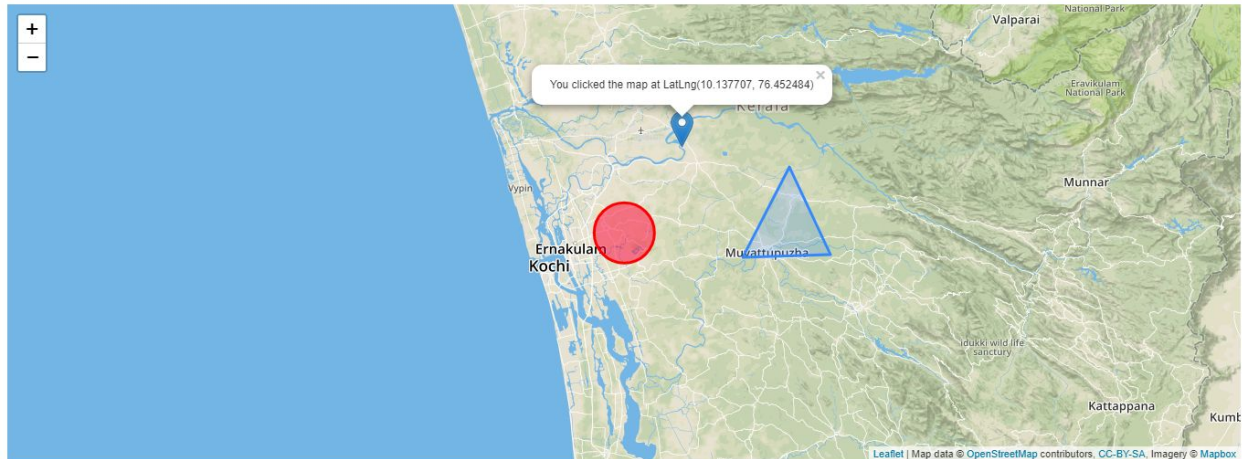 National Park
Valparai
+
−
You clicked the map at LatLng(10.137707, 76.452484)
×
Eravikulam
National Park
Kerala
Vypin
Munnar
Ernakulam
Muvattupuzha
Kochi
idukki wild life
sanctury
Kattappana
Kumb
Leaflet | Map data © OpenStreetMap contributors, CC-BY-SA, Imagery © Mapbox